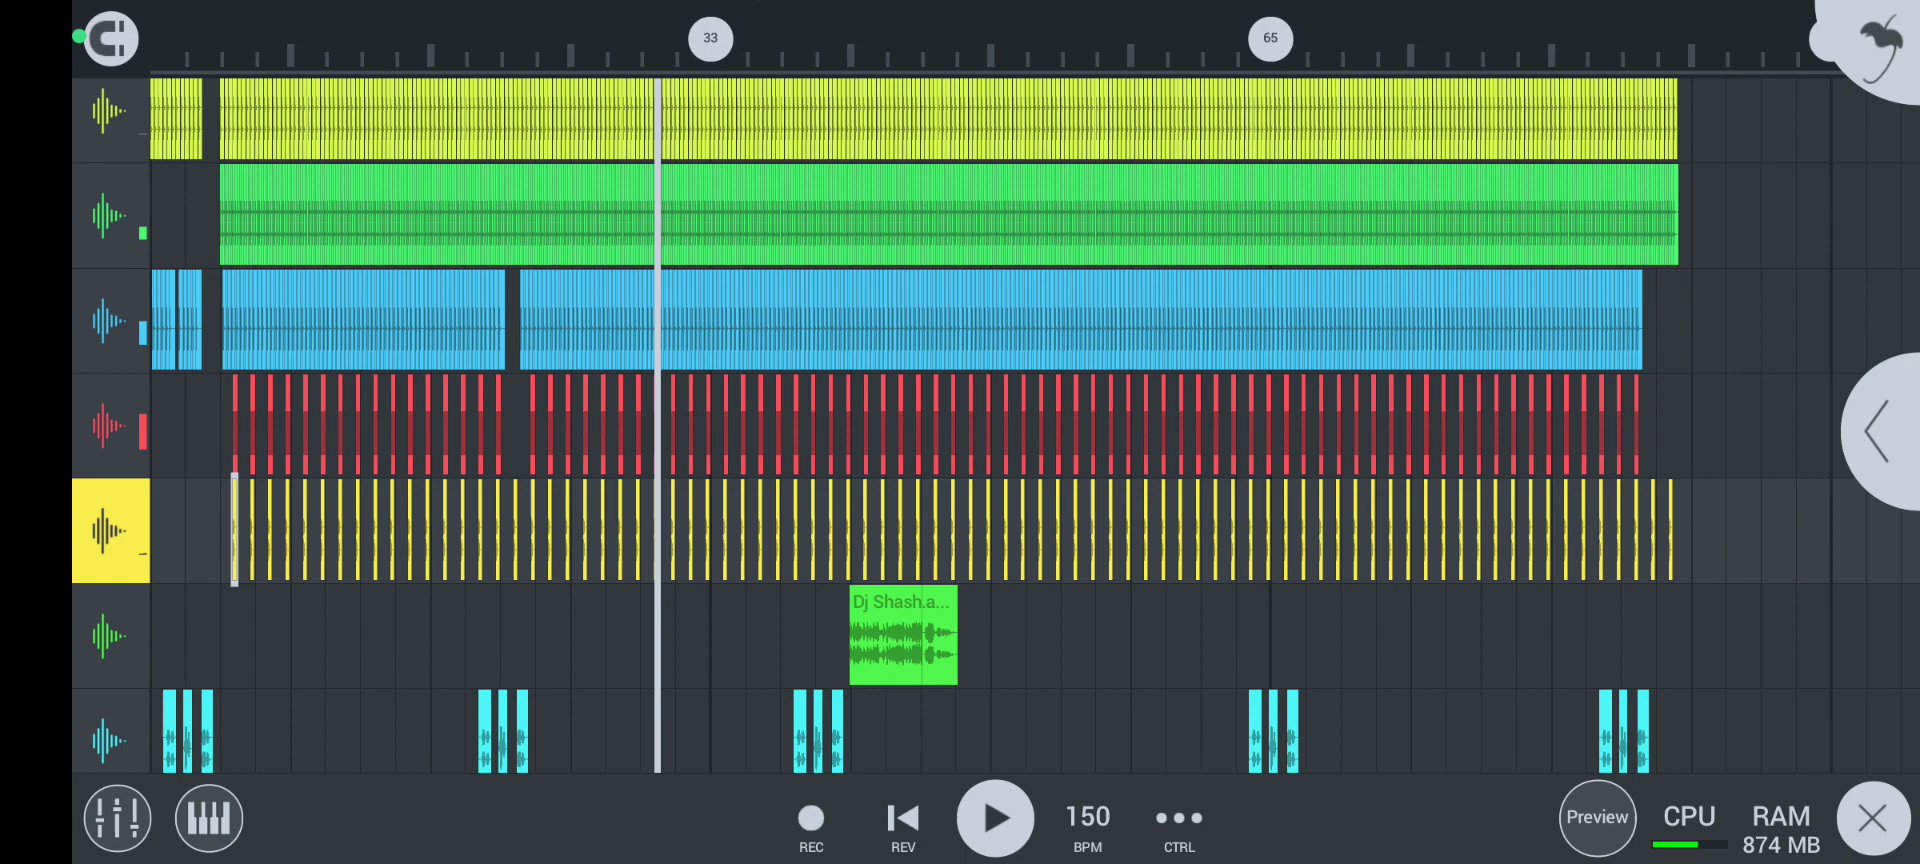 33
65
Dj Shash.a...
REC
REV
150
BPM
CTRL
Preview
CPU
RAM
874 MB